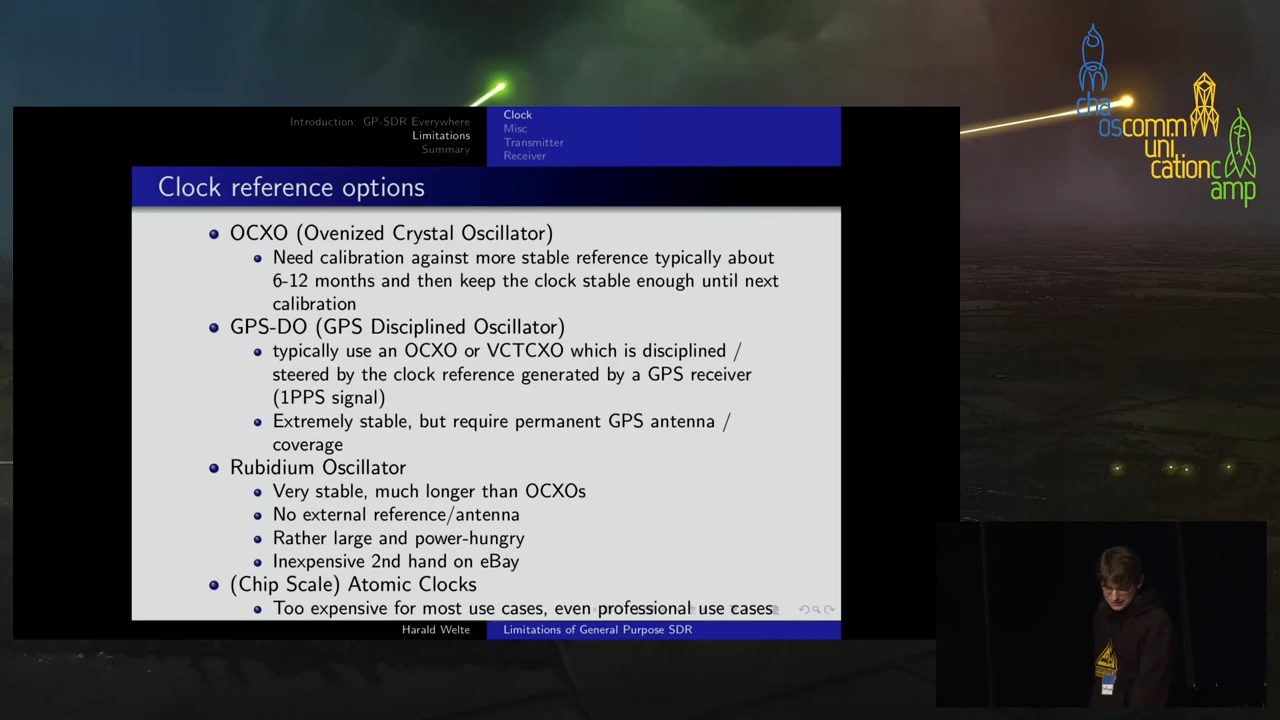 Introduction: GP-SDR Everywhere
Limitations
Summary
Clock
Misc
Transmitter
Receiver
Clock reference options
OCXO (Ovenized Crystal Oscillator)
Need calibration against more stable reference typically about
6-12 months and then keep the clock stable enough until next
calibration
GPS-DO (GPS Disciplined Oscillator)
typically use an OCXO or VCTCXO which is disciplined /
steered by the clock reference generated by a GPS receiver
(1PPS signal)
Extremely stable, but require permanent GPS antenna /
coverage
Rubidium Oscillator
Very stable, much longer than OCXOs
No external reference/antenna
Rather large and power-hungry
Inexpensive 2nd hand on eBay
(Chip Scale) Atomic Clocks
Too expensive for most use cases, even professional use cases
Harald Welte
Limitations of General Purpose SDR
cha
oscomm
uni
cationc
amp